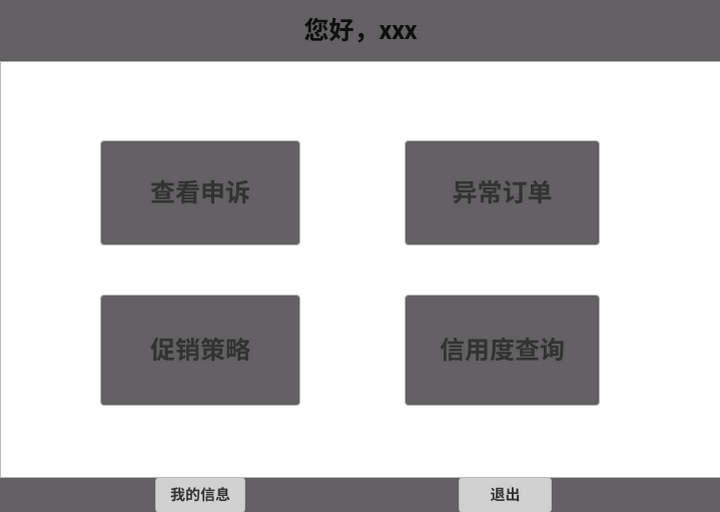 您好，xxx
查看申诉
异常订单
促销策略
信用度查询
我的信息
退出